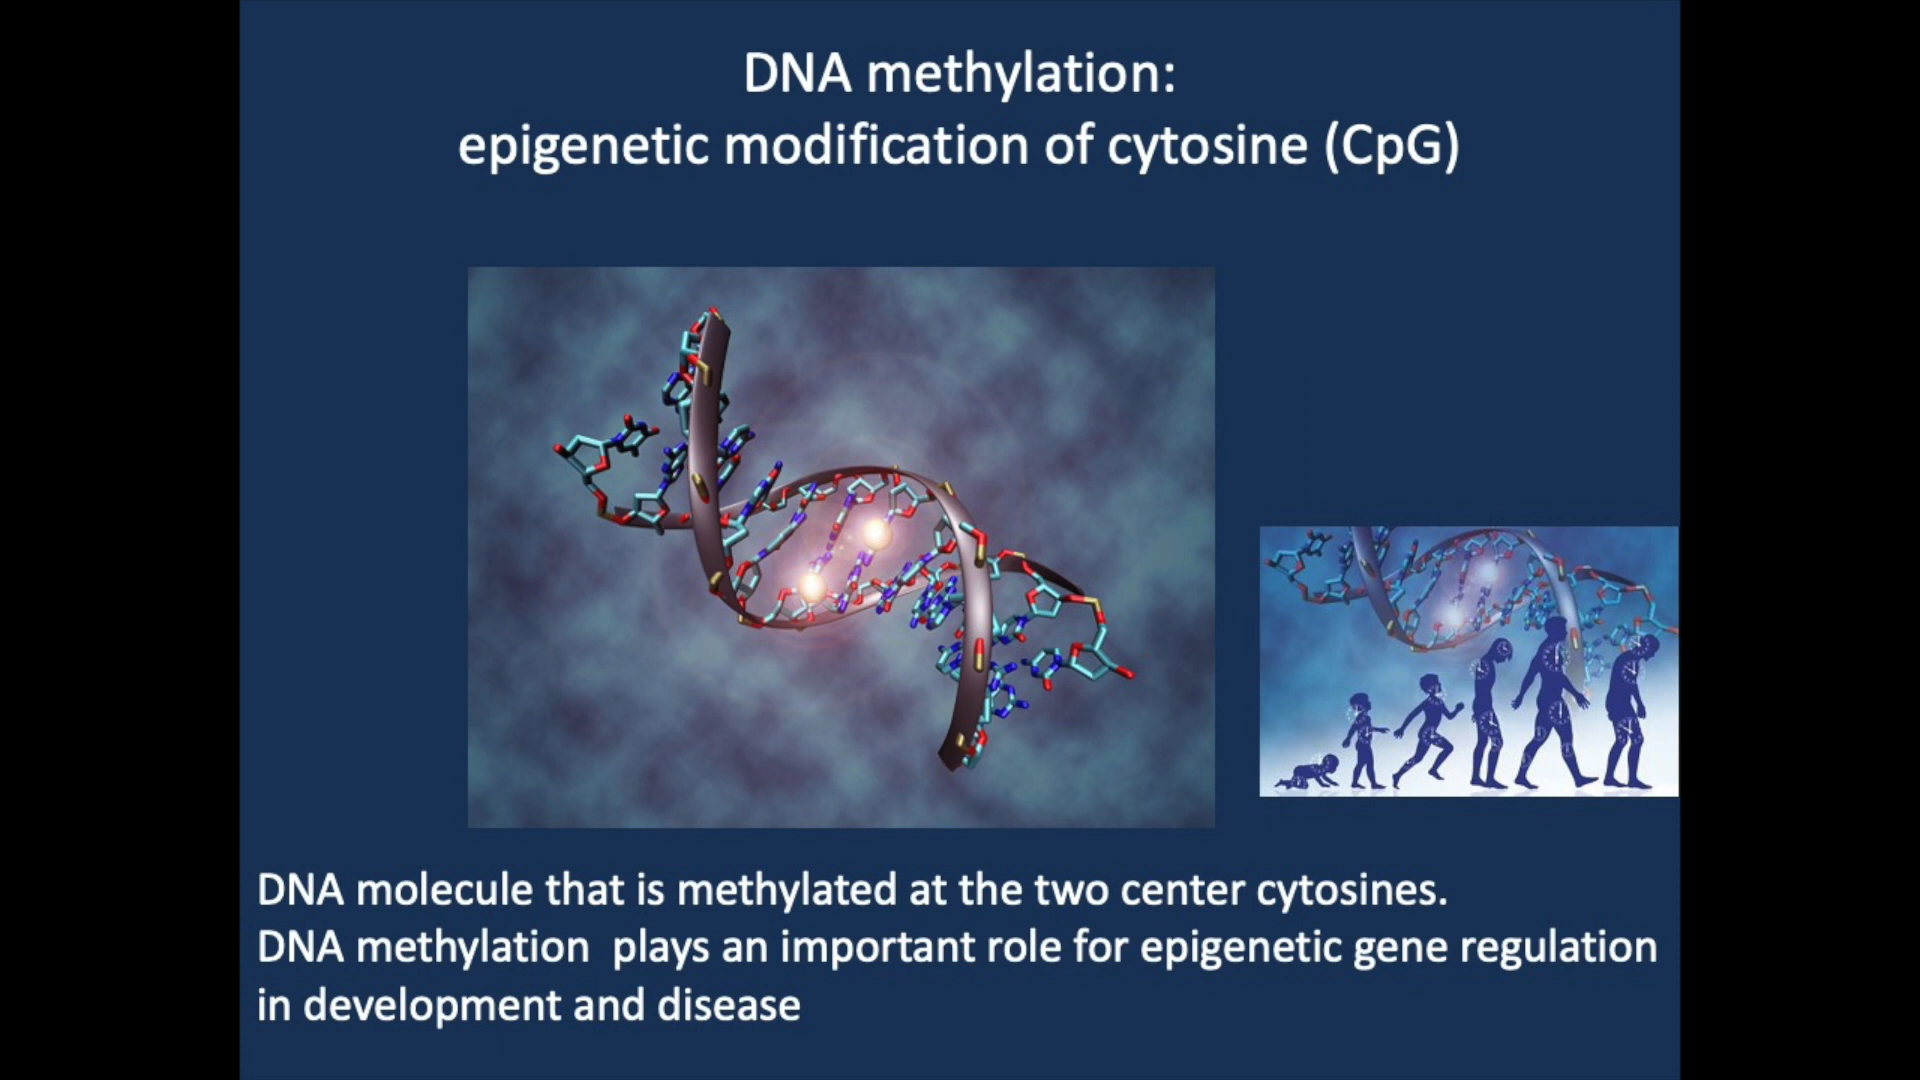 DNA methylation:
epigenetic modification of cytosine (CpG)
DNA molecule that is methylated at the two center cytosines.
DNA methylation  plays an important role for epigenetic gene regulation
in development and disease